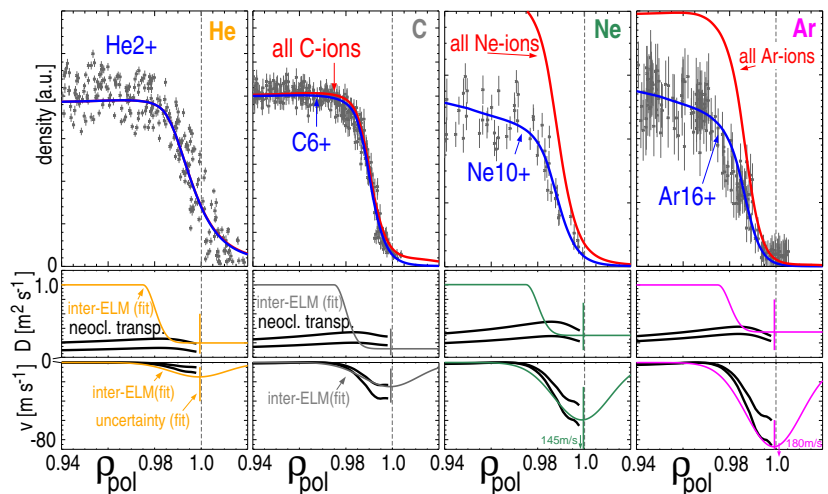 He
C
Ne
Ar
He2+
all C-ions
C6+
all Ne-ions
Ne10+
all Ar-ions
Ar16+
density [a.u.]
0
1.0
D [m² s⁻¹]
inter-ELM (fit)
neocl. transp.
inter-ELM (fit)
neocl. transp.
0
-80
v [m s⁻¹]
inter-ELM(fit)
uncertainty (fit)
inter-ELM(fit)
145m/s
180m/s
0.94 0.98 1.0 0.94 0.98 1.0 0.94 0.98 1.0 0.94 0.98 1.0
ρpol ρpol ρpol ρpol